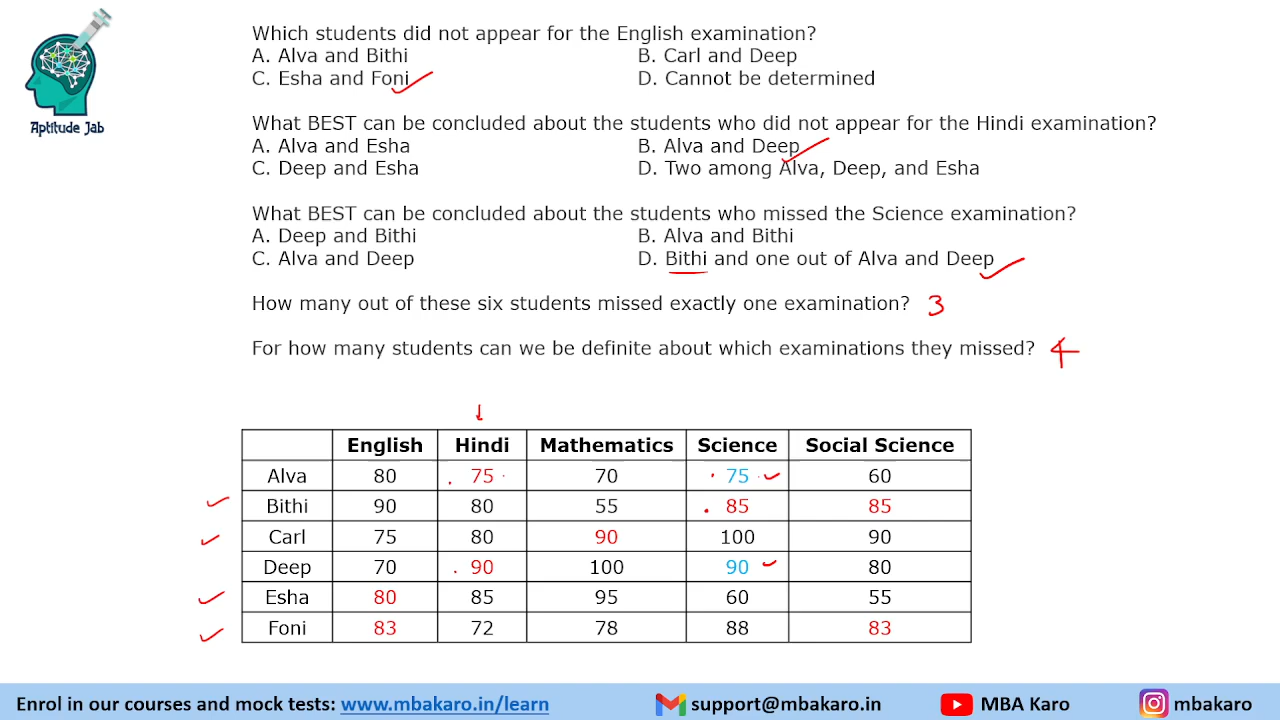 Aptitude Jab
Which students did not appear for the English examination?
A. Alva and Bithi B. Carl and Deep
C. Esha and Foni D. Cannot be determined
What BEST can be concluded about the students who did not appear for the Hindi examination?
A. Alva and Esha B. Alva and Deep
C. Deep and Esha D. Two among Alva, Deep, and Esha
What BEST can be concluded about the students who missed the Science examination?
A. Deep and Bithi B. Alva and Bithi
C. Alva and Deep D. Bithi and one out of Alva and Deep
How many out of these six students missed exactly one examination? 3
For how many students can we be definite about which examinations they missed? 4
English Hindi Mathematics Science Social Science
Alva 80 75 70 75 60
Bithi 90 80 55 85 85
Carl 75 80 90 100 90
Deep 70 90 100 90 80
Esha 80 85 95 60 55
Foni 83 72 78 88 83
Enrol in our courses and mock tests: www.mbakaro.in/learn support@mbakaro.in MBA Karo mbakaro